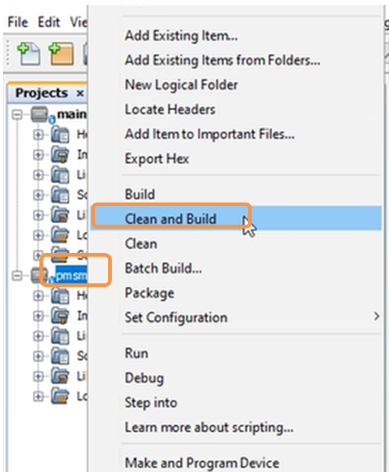 File Edit Vie
Projects ×
main
H
In
Li
So
Li
Lo
pmsm
H
In
Li
So
Li
Lo
Add Existing Item...
Add Existing Items from Folders...
New Logical Folder
Locate Headers
Add Item to Important Files...
Export Hex
Build
Clean and Build
Clean
Batch Build...
Package
Set Configuration >
Run
Debug
Step into
Learn more about scripting...
Make and Program Device